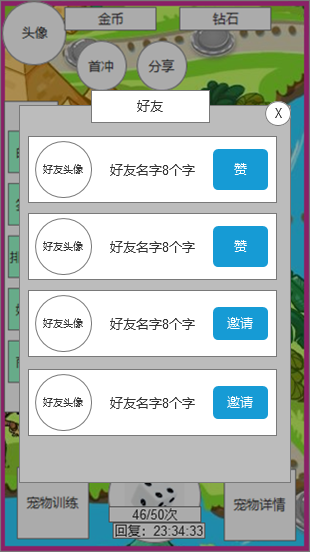 头像
金币
钻石
首冲
分享
好友
X
好友头像
好友名字8个字
赞
好友头像
好友名字8个字
赞
好友头像
好友名字8个字
邀请
好友头像
好友名字8个字
邀请
宠物训练
46/50次
回复：23:34:33
宠物详情